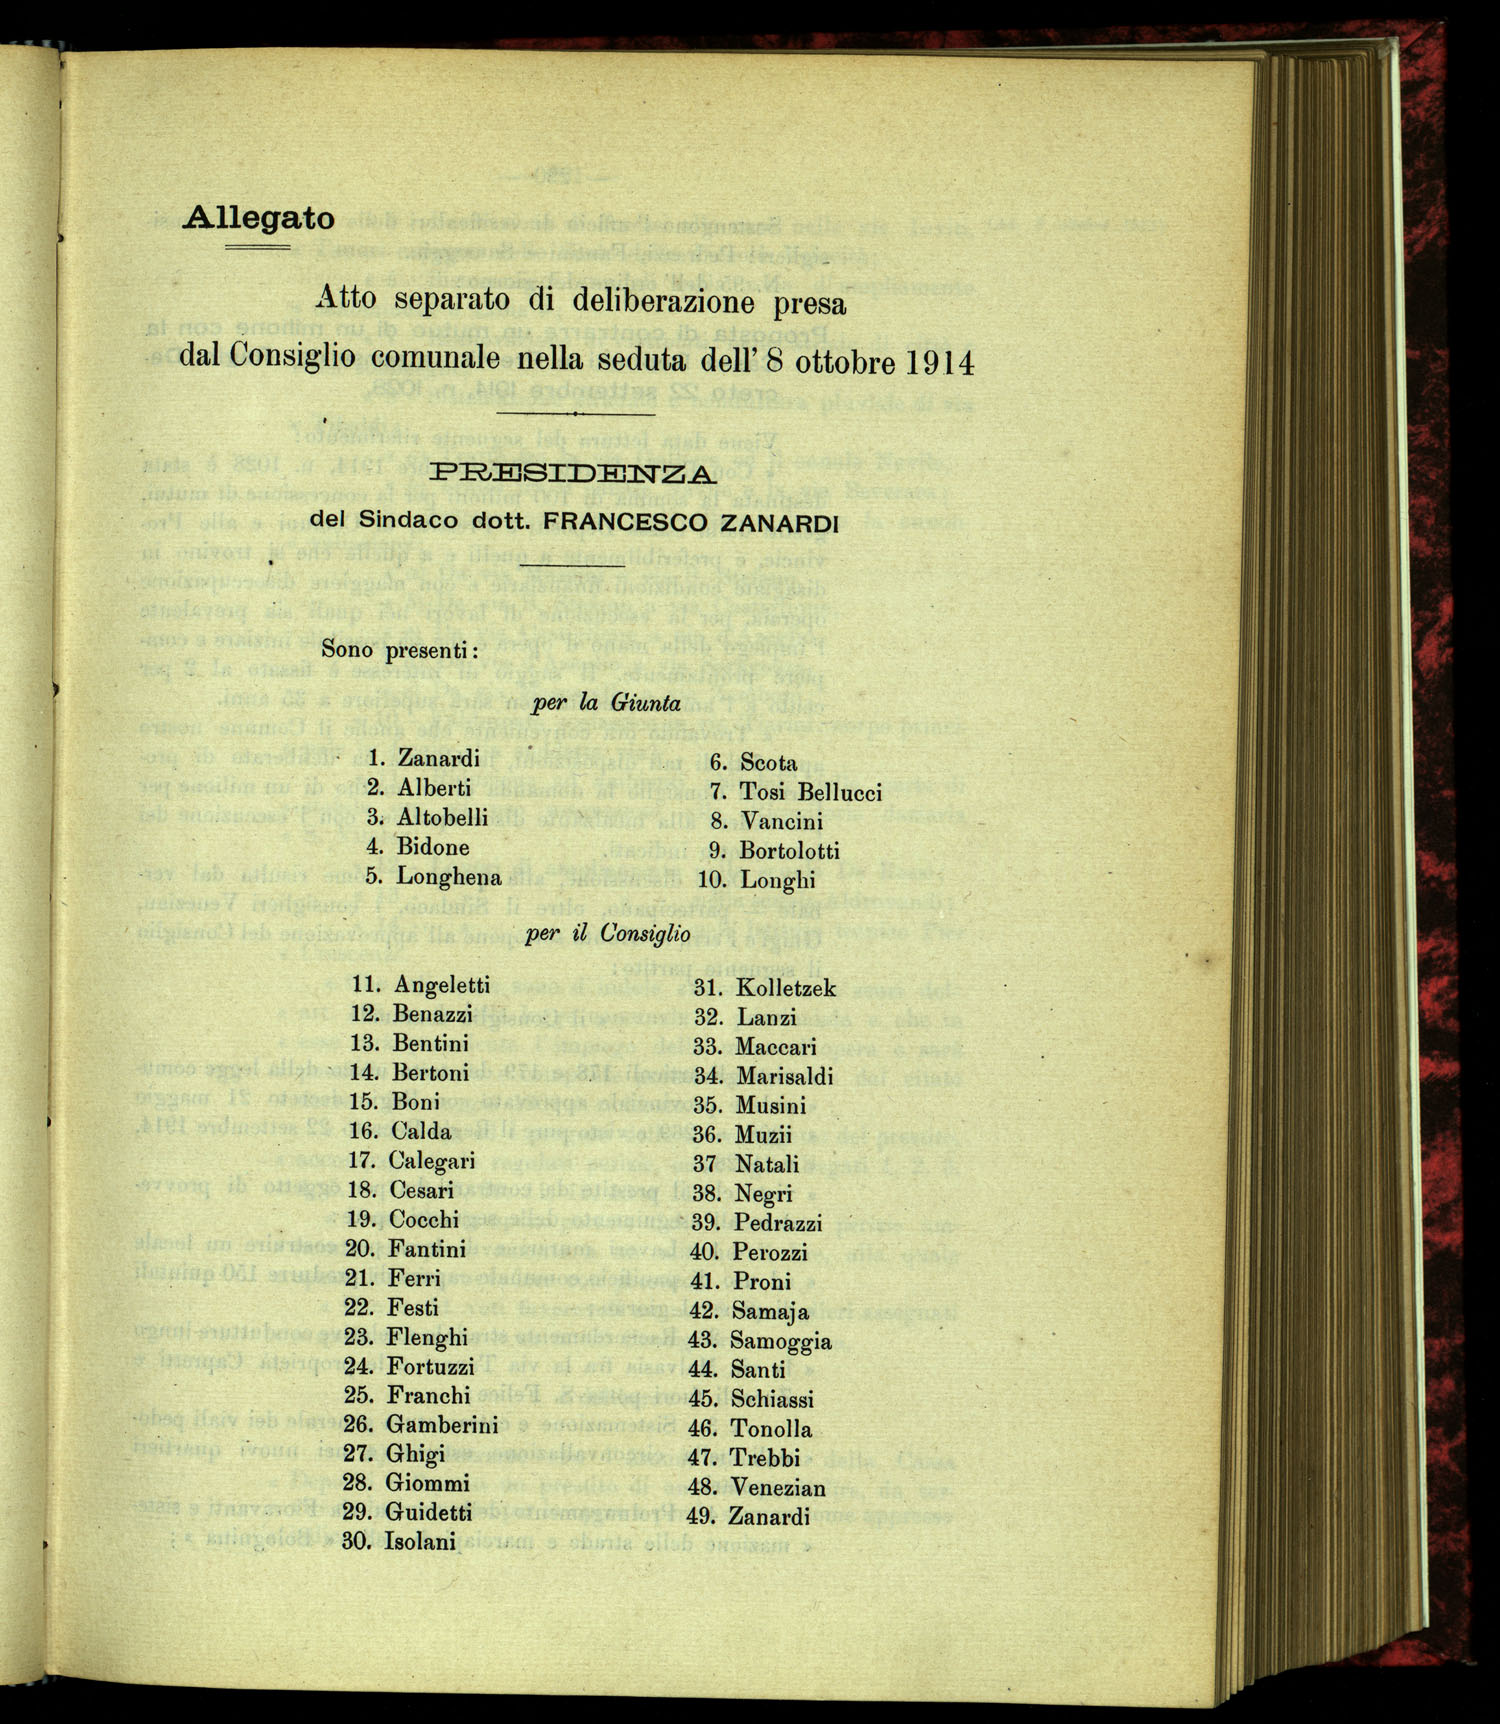 Allegato
Atto separato di deliberazione presa
dal Consiglio comunale nella seduta dell' 8 ottobre 1914
PRESIDENZA
del Sindaco dott. FRANCESCO ZANARDI
Sono presenti:
per la Giunta
1. Zanardi
2. Alberti
3. Altobelli
4. Bidone
5. Longhena
6. Scota
7. Tosi Bellucci
8. Vancini
9. Bortolotti
10. Longhi
per il Consiglio
11. Angeletti
12. Benazzi
13. Bentini
14. Bertoni
15. Boni
16. Calda
17. Calegari
18. Cesari
19. Cocchi
20. Fantini
21. Ferri
22. Festi
23. Flenghi
24. Fortuzzi
25. Franchi
26. Gamberini
27. Ghigi
28. Giommi
29. Guidetti
30. Isolani
31. Kolletzek
32. Lanzi
33. Maccari
34. Marisaldi
35. Musini
36. Muzii
37 Natali
38. Negri
39. Pedrazzi
40. Perozzi
41. Proni
42. Samaja
43. Samoggia
44. Santi
45. Schiassi
46. Tonolla
47. Trebbi
48. Venezian
49. Zanardi